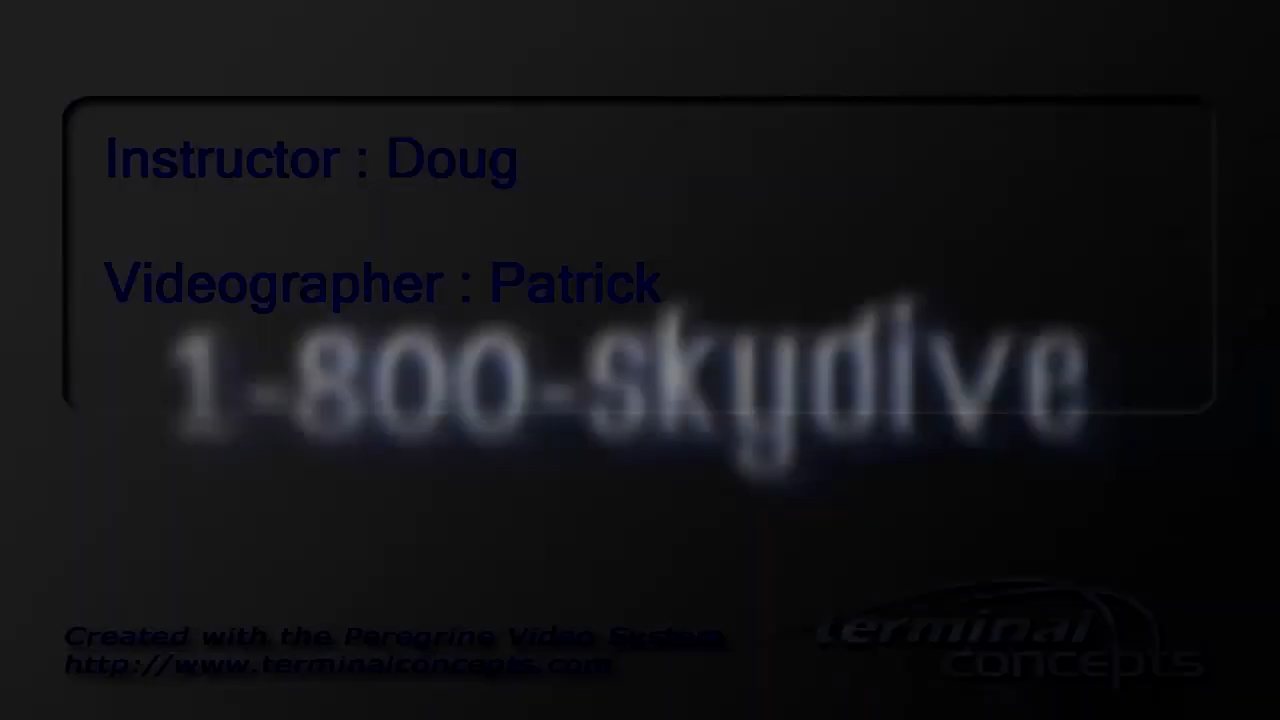 Instructor : Doug
Videographer : Patrick
1-800-skydive
Created with the Peregrine Video System
http://www.terminalconcepts.com
terminal
concepts